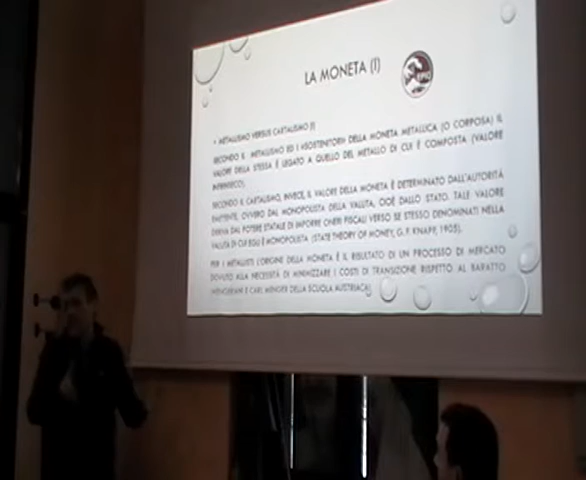 LA MONETA (I)
EPIC
• METALLISMO VERSUS CARTALISMO (I)
SECONDO IL METALLISMO ED I «SOSTENITORI» DELLA MONETA METALLICA (O CORPOSA) IL
VALORE DELLA STESSA È LEGATO A QUELLO DEL METALLO DI CUI È COMPOSTA (VALORE
INTRINSECO).
SECONDO IL CARTALISMO, INVECE, IL VALORE DELLA MONETA È DETERMINATO DALL'AUTORITÀ
EMITTENTE, OVVERO DAL MONOPOLISTA DELLA VALUTA, CIOÈ DALLO STATO. TALE VALORE
DERIVA DAL POTERE STATALE DI IMPORRE ONERI FISCALI VERSO SE STESSO DENOMINATI NELLA
VALUTA DI CUI EGLI È MONOPOLISTA (STATE THEORY OF MONEY, G. F. KNAPP, 1905).
PER I METALLISTI L'ORIGINE DELLA MONETA È IL RISULTATO DI UN PROCESSO DI MERCATO
DOVUTO ALLA NECESSITÀ DI MINIMIZZARE I COSTI DI TRANSIZIONE RISPETTO AL BARATTO
E CARL MENGER DELLA SCUOLA AUSTRIACA)